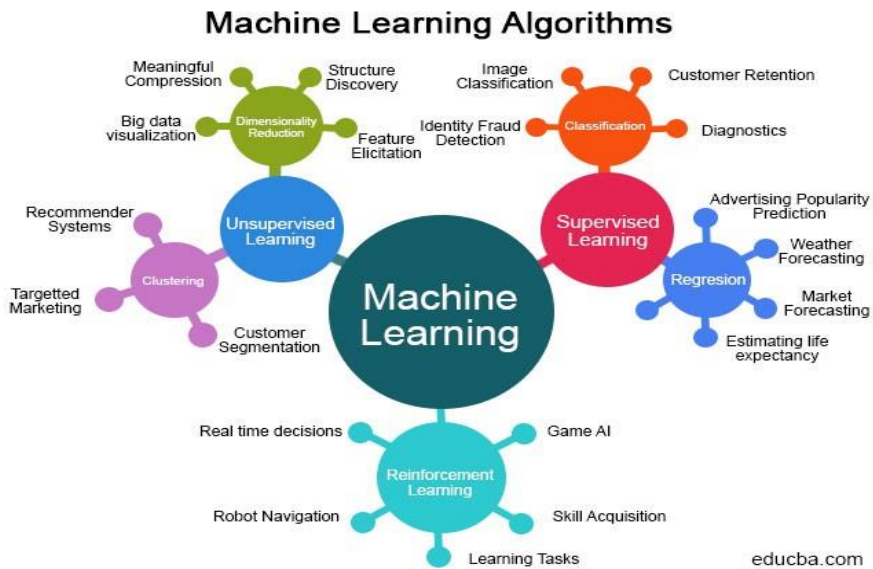 Machine Learning Algorithms
Meaningful
Compression
Structure
Discovery
Big data
visualization
Dimensionality
Reduction
Feature
Elicitation
Image
Classification
Customer Retention
Identity Fraud
Detection
Classification
Diagnostics
Recommender
Systems
Unsupervised
Learning
Clustering
Targetted
Marketing
Customer
Segmentation
Machine
Learning
Supervised
Learning
Advertising Popularity
Prediction
Weather
Forecasting
Regresion
Market
Forecasting
Estimating life
expectancy
Real time decisions
Game AI
Reinforcement
Learning
Robot Navigation
Skill Acquisition
Learning Tasks
educba.com